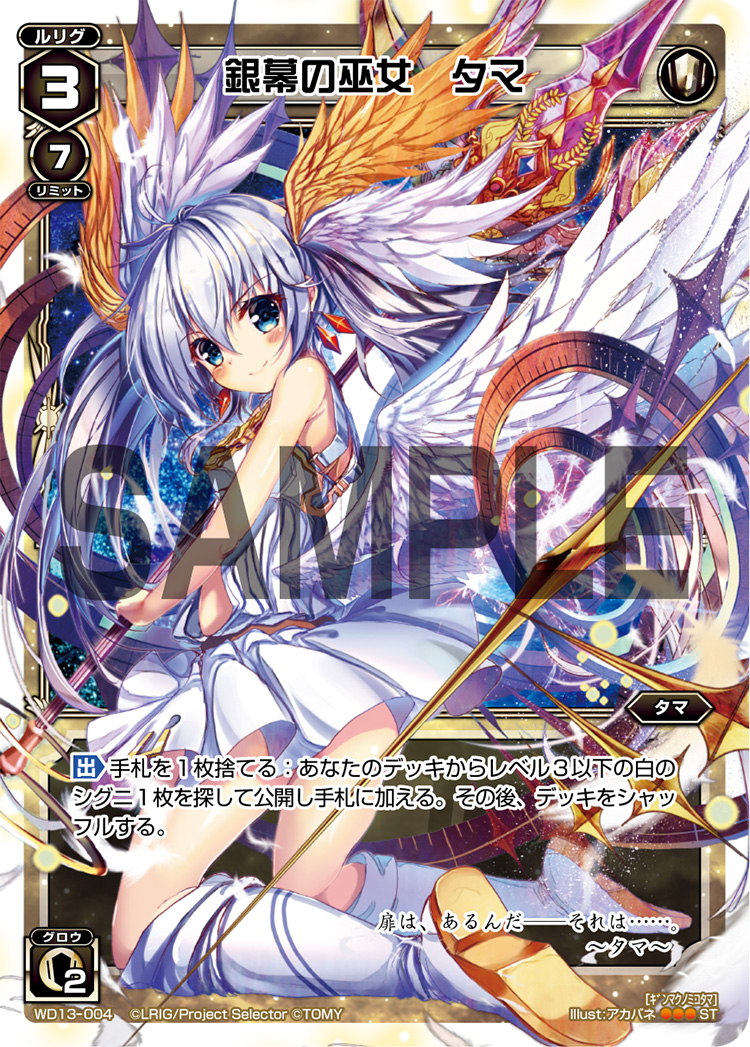 ルリグ
3
銀幕の巫女 タマ
7
リミット
SAMPLE
タマ
出 手札を1枚捨てる：あなたのデッキからレベル3以下の白の
シグニ1枚を探して公開し手札に加える。その後、デッキをシャッ
フルする。
扉は、あるんだ――それは……。
～タマ～
グロウ
2
[ギンマクノミコタマ]
WD13-004 ©LRIG/Project Selector ©TOMY Illust:アカバネ ST